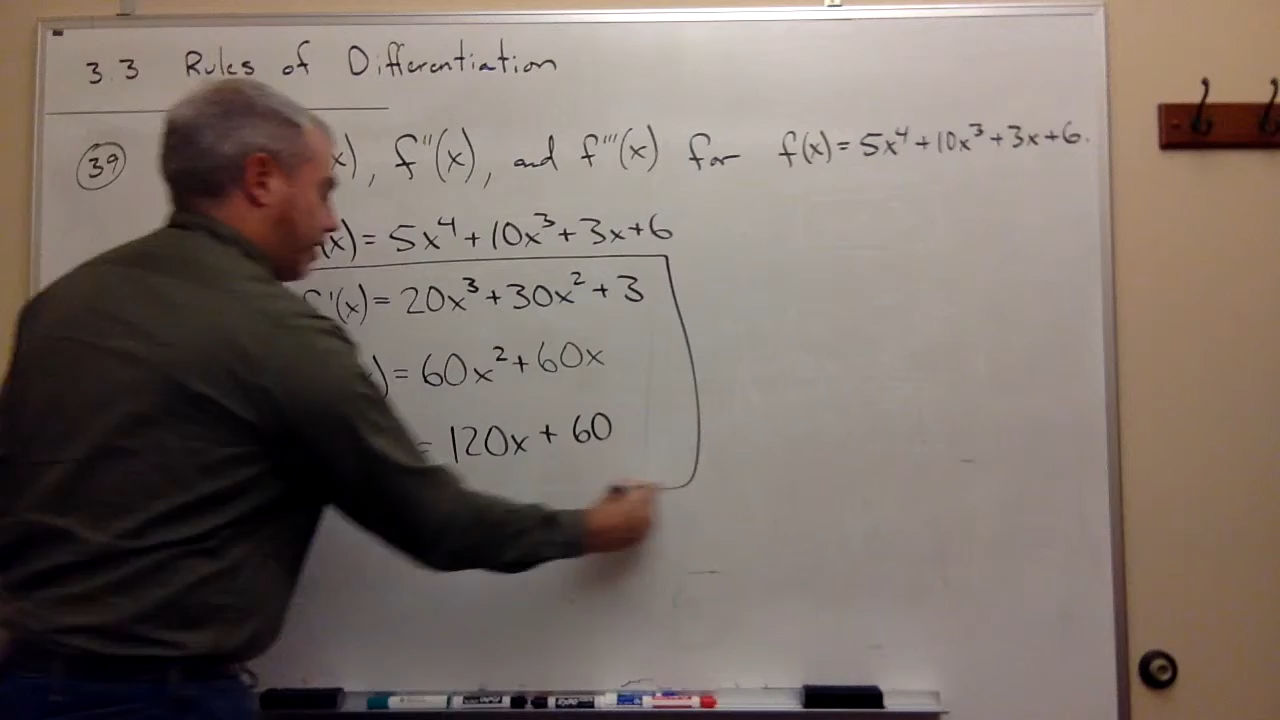 3.3 Rules of Differentiation
39 x), f''(x), and f'''(x) for f(x) = 5x⁴+10x³+3x+6.
(x) = 5x⁴+10x³+3x+6
f'(x) = 20x³+30x²+3
) = 60x²+60x
= 120x + 60